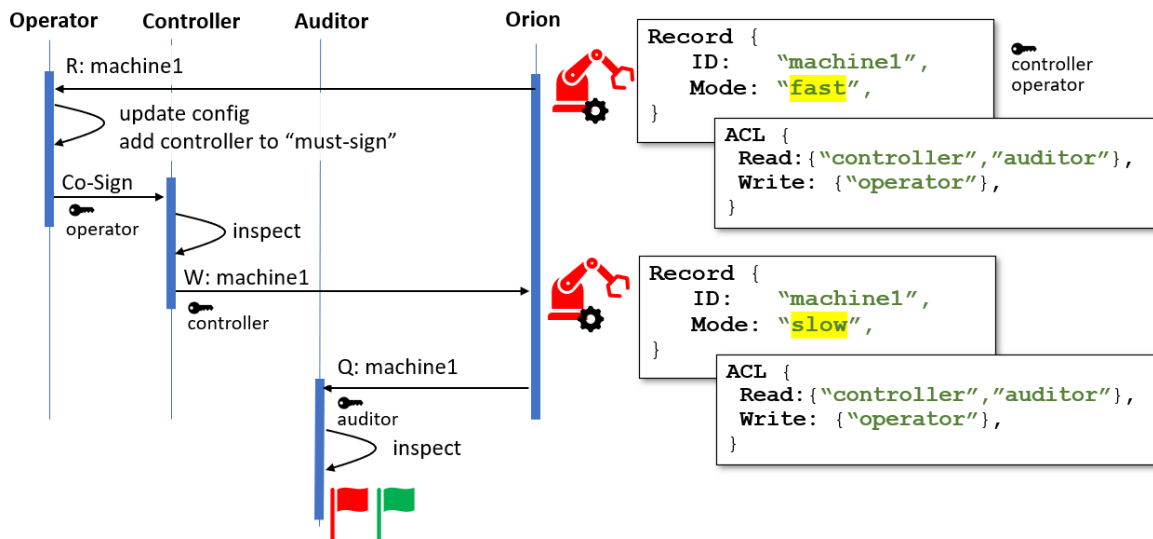 Operator Controller Auditor Orion
R: machine1
update config
add controller to “must-sign”
Co-Sign
operator
inspect
W: machine1
controller
Q: machine1
auditor
inspect
Record {
ID: “machine1”,
Mode: “fast”,
}
controller
operator
ACL {
Read:{“controller”,”auditor”},
Write: {“operator”},
}
Record {
ID: “machine1”,
Mode: “slow”,
}
ACL {
Read:{“controller”,”auditor”},
Write: {“operator”},
}